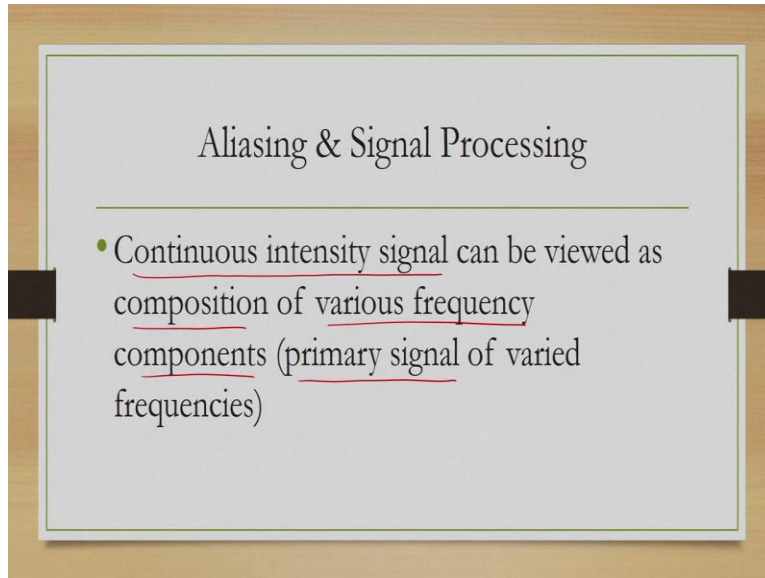 Aliasing & Signal Processing
• Continuous intensity signal can be viewed as
composition of various frequency
components (primary signal of varied
frequencies)